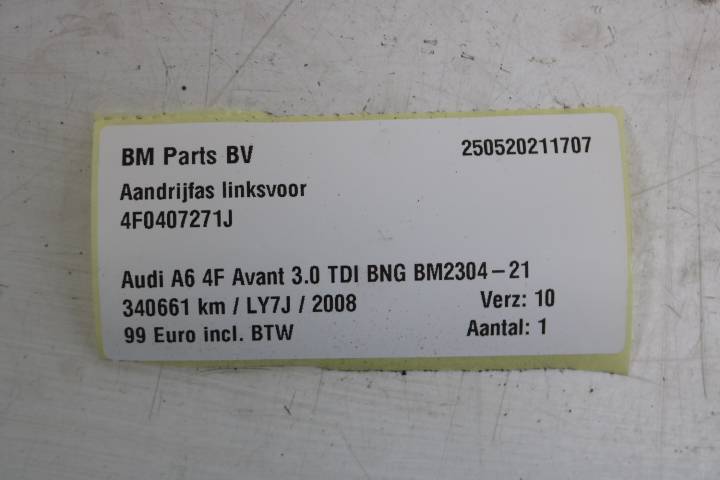 BM Parts BV 250520211707
Aandrijfas linksvoor
4F0407271J
Audi A6 4F Avant 3.0 TDI BNG BM2304-21
340661 km / LY7J / 2008 Verz: 10
99 Euro incl. BTW Aantal: 1